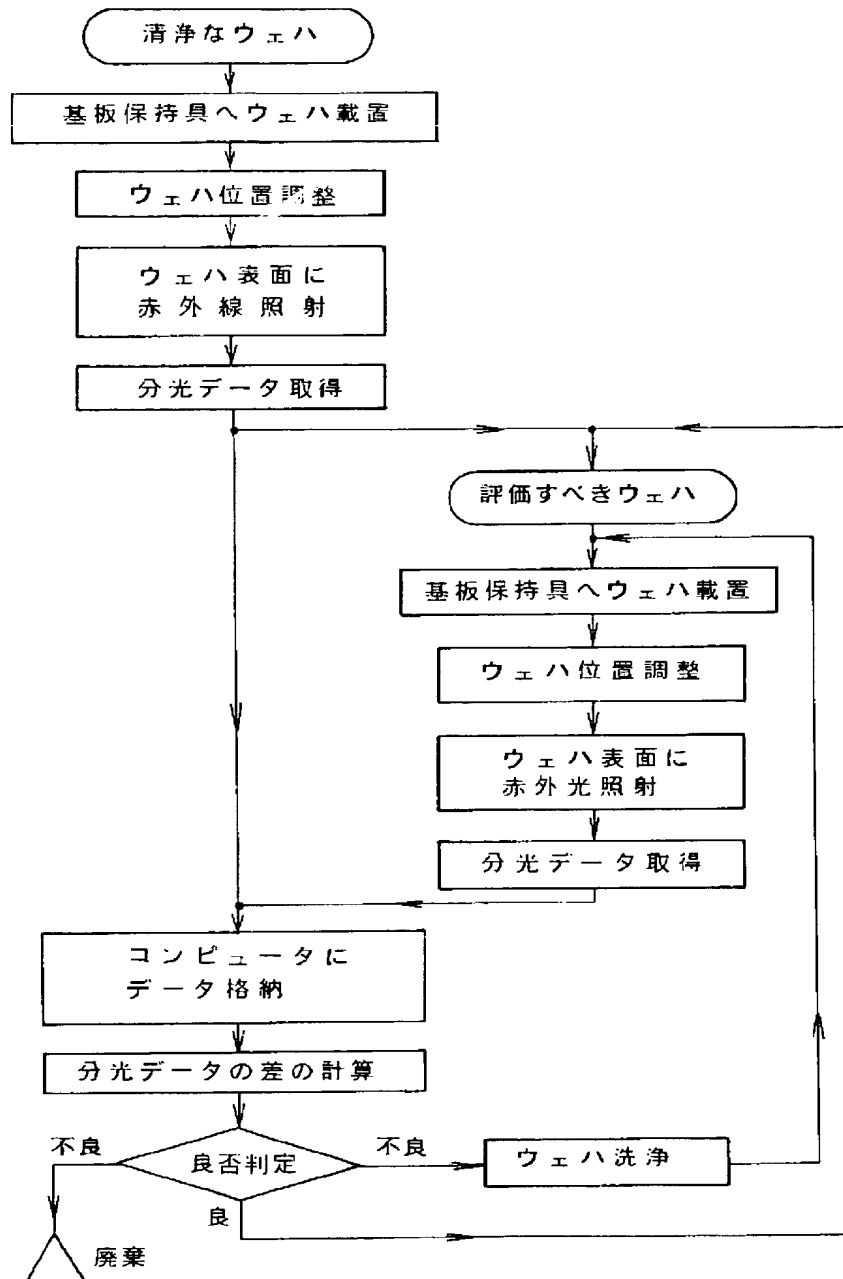 清浄なウェハ
基板保持具へウェハ載置
ウェハ位置調整
ウェハ表面に
赤外線照射
分光データ取得
評価すべきウェハ
基板保持具へウェハ載置
ウェハ位置調整
ウェハ表面に
赤外光照射
分光データ取得
コンピュータに
データ格納
分光データの差の計算
不良
良否判定
不良
ウェハ洗浄
良
廃棄